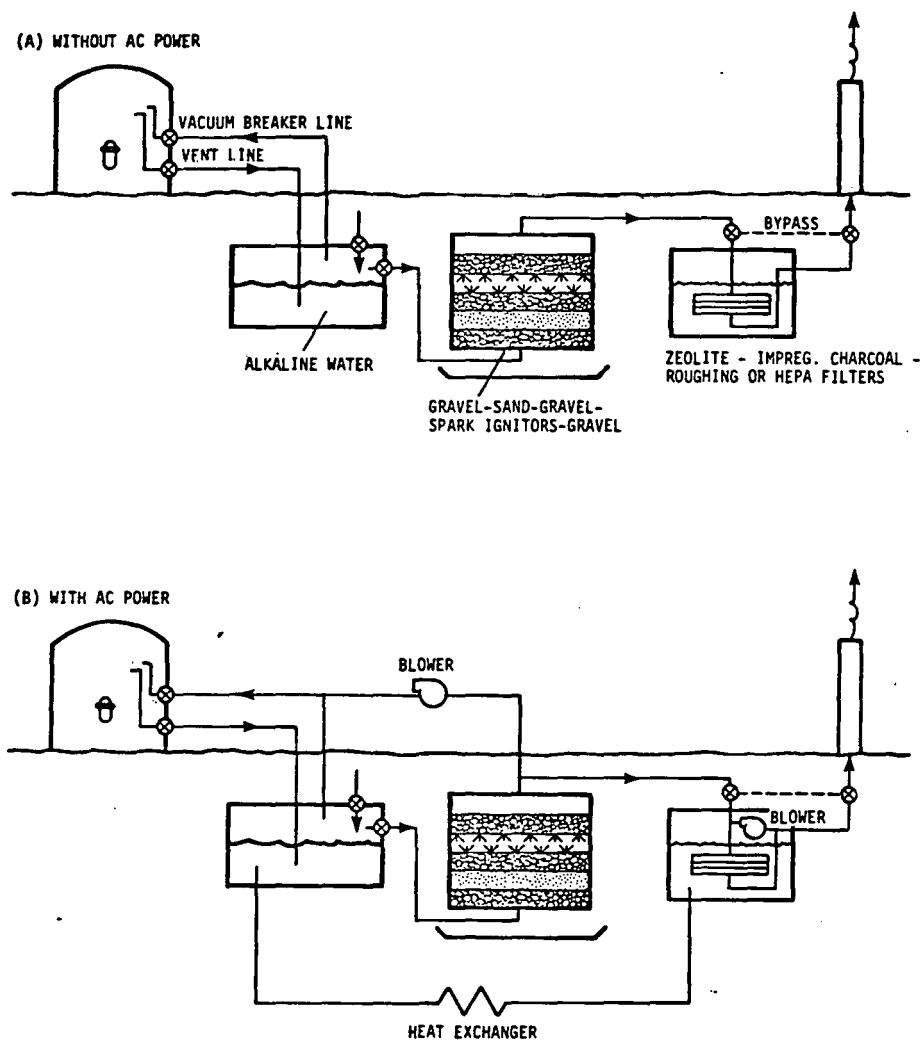 (A) WITHOUT AC POWER
VACUUM BREAKER LINE
VENT LINE
BYPASS
ALKALINE WATER
ZEOLITE - IMPREG. CHARCOAL -
ROUGHING OR HEPA FILTERS
GRAVEL-SAND-GRAVEL-
SPARK IGNITORS-GRAVEL
(B) WITH AC POWER
BLOWER
BLOWER
HEAT EXCHANGER